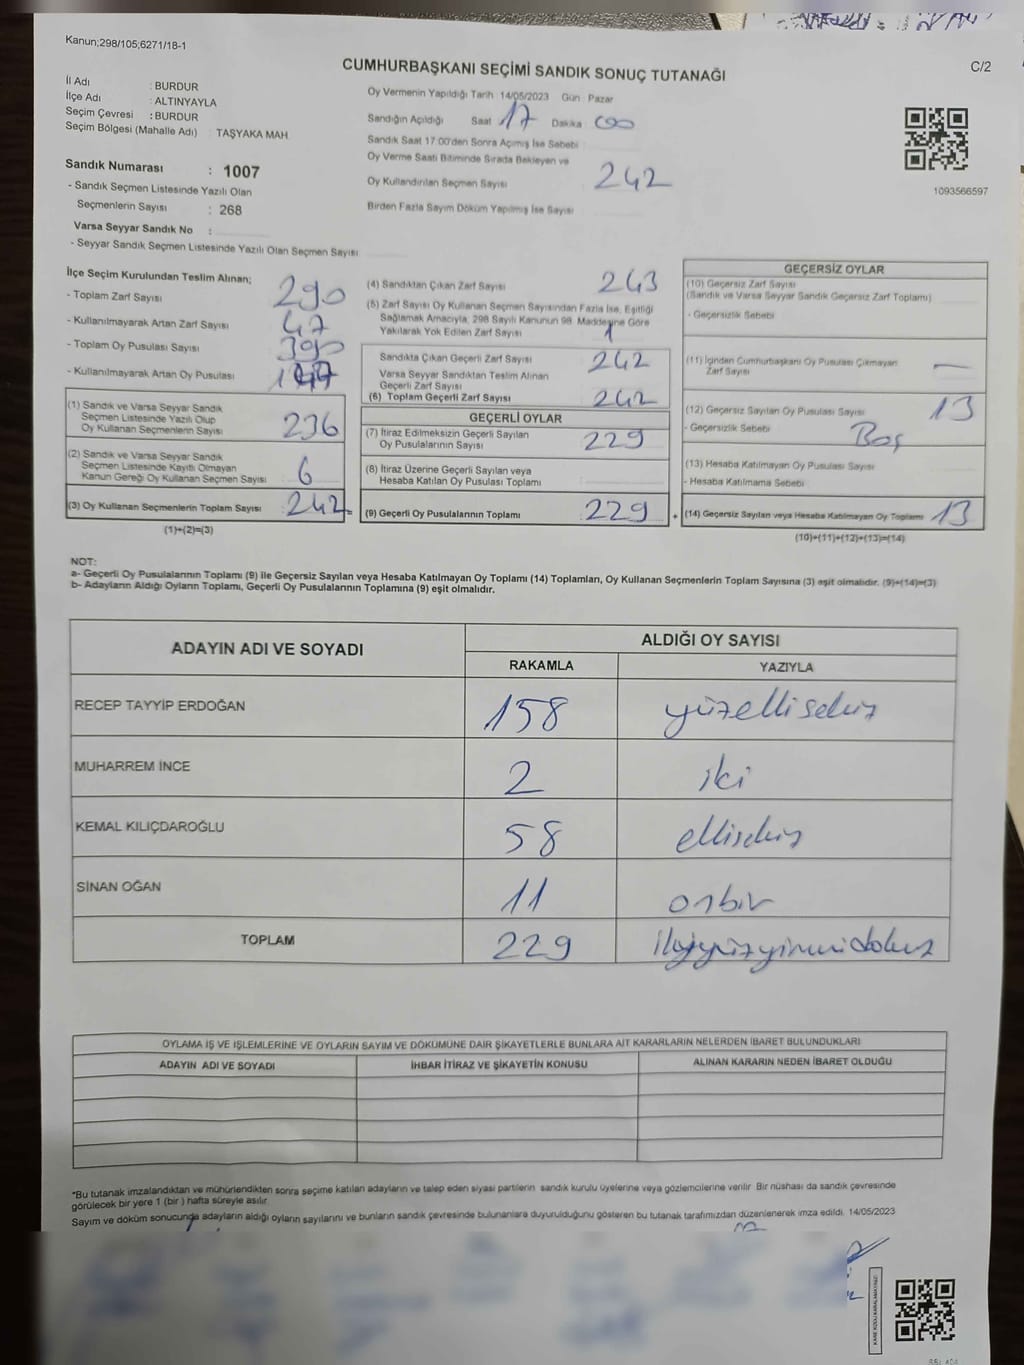 Kanun;298/105;6271/18-1
C/2
CUMHURBAŞKANI SEÇİMİ SANDIK SONUÇ TUTANAĞI
İl Adı : BURDUR
İlçe Adı : ALTINYAYLA
Seçim Çevresi : BURDUR
Seçim Bölgesi (Mahalle Adı) : TAŞYAKA MAH.
Sandık Numarası : 1007
- Sandık Seçmen Listesinde Yazılı Olan
Seçmenlerin Sayısı : 268
Varsa Seyyar Sandık No :
- Seyyar Sandık Seçmen Listesinde Yazılı Olan Seçmen Sayısı
Oy Vermenin Yapıldığı Tarih :14/05/2023 Gün : Pazar
Sandığın Açıldığı Saat 17 Dakika 00
Sandık Saat 17:00'den Sonra Açımış İse Sebebi
Oy Verme Saati Bitiminde Sırada Bekleyen ve
Oy Kullandırılan Seçmen Sayısı 242
Birden Fazla Sayım Döküm Yapılmış İse Sayısı
1093566597
İlçe Seçim Kurulundan Teslim Alınan;
- Toplam Zarf Sayısı 290
- Kullanılmayarak Artan Zarf Sayısı 47
- Toplam Oy Pusulası Sayısı 390
- Kullanılmayarak Artan Oy Pusulası
(1) Sandık ve Varsa Seyyar Sandık
Seçmen Listesinde Yazılı Olup
Oy Kullanan Seçmenlerin Sayısı 236
(2) Sandık ve Varsa Seyyar Sandık
Seçmen Listesinde Kayıtlı Olmayan
Kanun Gereği Oy Kullanan Seçmen Sayısı 6
(3) Oy Kullanan Seçmenlerin Toplam Sayısı 242
(1)+(2)=(3)
(4) Sandıktan Çıkan Zarf Sayısı 243
(5) Zarf Sayısı Oy Kullanan Seçmen Sayısından Fazla İse, Eşitliği
Sağlamak Amacıyla, 298 Sayılı Kanunun 98. Maddesine Göre
Yakılarak Yok Edilen Zarf Sayısı 1
Sandıkta Çıkan Geçerli Zarf Sayısı 242
Varsa Seyyar Sandıktan Teslim Alınan
Geçerli Zarf Sayısı
(6) Toplam Geçerli Zarf Sayısı 242
GEÇERLİ OYLAR
(7) İtiraz Edilmeksizin Geçerli Sayılan
Oy Pusulalarının Sayısı 229
(8) İtiraz Üzerine Geçerli Sayılan veya
Hesaba Katılan Oy Pusulası Toplamı
= (9) Geçerli Oy Pusulalarının Toplamı 229
GEÇERSİZ OYLAR
(10) Geçersiz Zarf Sayısı
(Sandık ve Varsa Seyyar Sandık Geçersiz Zarf Toplamı)
- Geçersizlik Sebebi
(11) İçinden Cumhurbaşkanı Oy Pusulası Çıkmayan
Zarf Sayısı —
(12) Geçersiz Sayılan Oy Pusulası Sayısı 13
- Geçersizlik Sebebi Boş
(13) Hesaba Katılmayan Oy Pusulası Sayısı
- Hesaba Katılmama Sebebi
+ (14) Geçersiz Sayılan veya Hesaba Katılmayan Oy Toplamı 13
(10)+(11)+(12)+(13)=(14)
NOT:
a- Geçerli Oy Pusulalarının Toplamı (9) ile Geçersiz Sayılan veya Hesaba Katılmayan Oy Toplamı (14) Toplamları, Oy Kullanan Seçmenlerin Toplam Sayısına (3) eşit olmalıdır. (9)+(14)=(3)
b- Adayların Aldığı Oyların Toplamı, Geçerli Oy Pusulalarının Toplamına (9) eşit olmalıdır.
ADAYIN ADI VE SOYADI ALDIĞI OY SAYISI
RAKAMLA YAZIYLA
RECEP TAYYİP ERDOĞAN 158 yüzellisekiz
MUHARREM İNCE 2 iki
KEMAL KILIÇDAROĞLU 58 ellisekiz
SİNAN OĞAN 11 onbir
TOPLAM 229 ikiyüzyirmidokuz
OYLAMA İŞ VE İŞLEMLERİNE VE OYLARIN SAYIM VE DÖKÜMÜNE DAİR ŞİKAYETLERLE BUNLARA AİT KARARLARIN NELERDEN İBARET BULUNDUKLARI
ADAYIN ADI VE SOYADI İHBAR İTİRAZ VE ŞİKAYETİN KONUSU ALINAN KARARIN NEDEN İBARET OLDUĞU
*Bu tutanak imzalandıktan ve mühürlendikten sonra seçime katılan adayların ve talep eden siyasi partilerin sandık kurulu üyelerine veya gözlemcilerine verilir. Bir nüshası da sandık çevresinde
görülecek bir yere 1 (bir ) hafta süreyle asılır.
Sayım ve döküm sonucunda adayların aldığı oyların sayılarını ve bunların sandık çevresinde bulunanlara duyurulduğunu gösteren bu tutanak tarafımızdan düzenlenerek imza edildi. 14/05/2023
KARE KODU KARALAMAYINIZ!